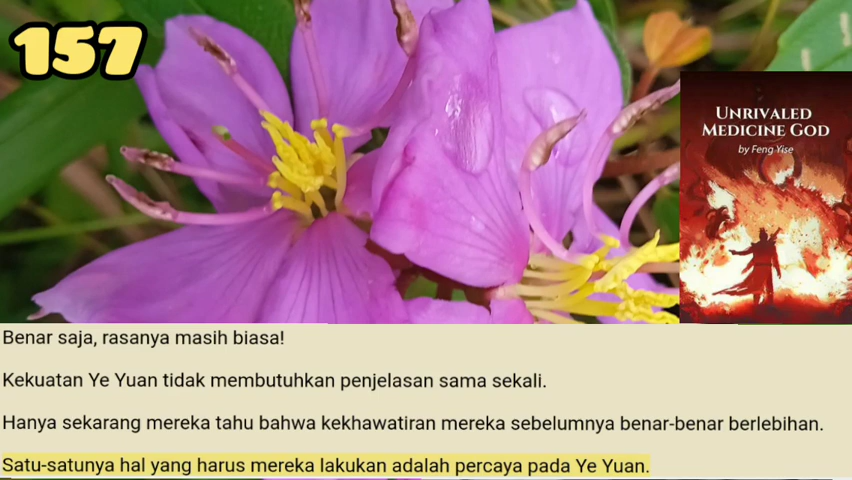 157
UNRIVALED
MEDICINE GOD
by Feng Yise
Benar saja, rasanya masih biasa!
Kekuatan Ye Yuan tidak membutuhkan penjelasan sama sekali.
Hanya sekarang mereka tahu bahwa kekhawatiran mereka sebelumnya benar-benar berlebihan.
Satu-satunya hal yang harus mereka lakukan adalah percaya pada Ye Yuan.